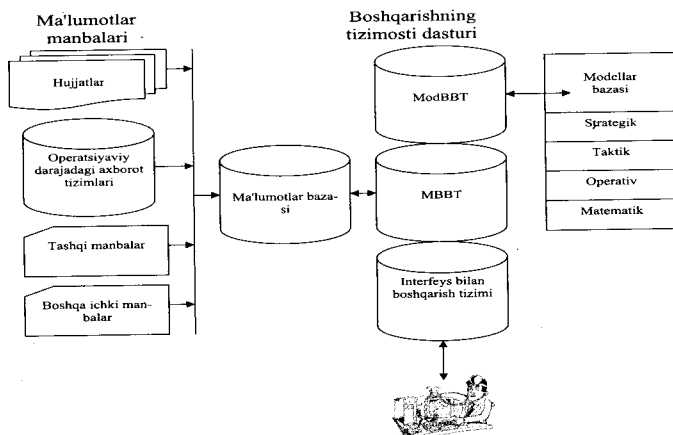 Ma'lumotlar
manbalari
Hujjatlar
Operatsiyaviy
darajadagi axborot
tizimlari
Tashqi manbalar
Boshqa ichki man-
balar
Ma'lumotlar baza-
si
Boshqarishning
tizimosti dasturi
ModBBT
MBBT
Interfeys bilan
boshqarish tizimi
Modellar
bazasi
Strategik
Taktik
Operativ
Matematik